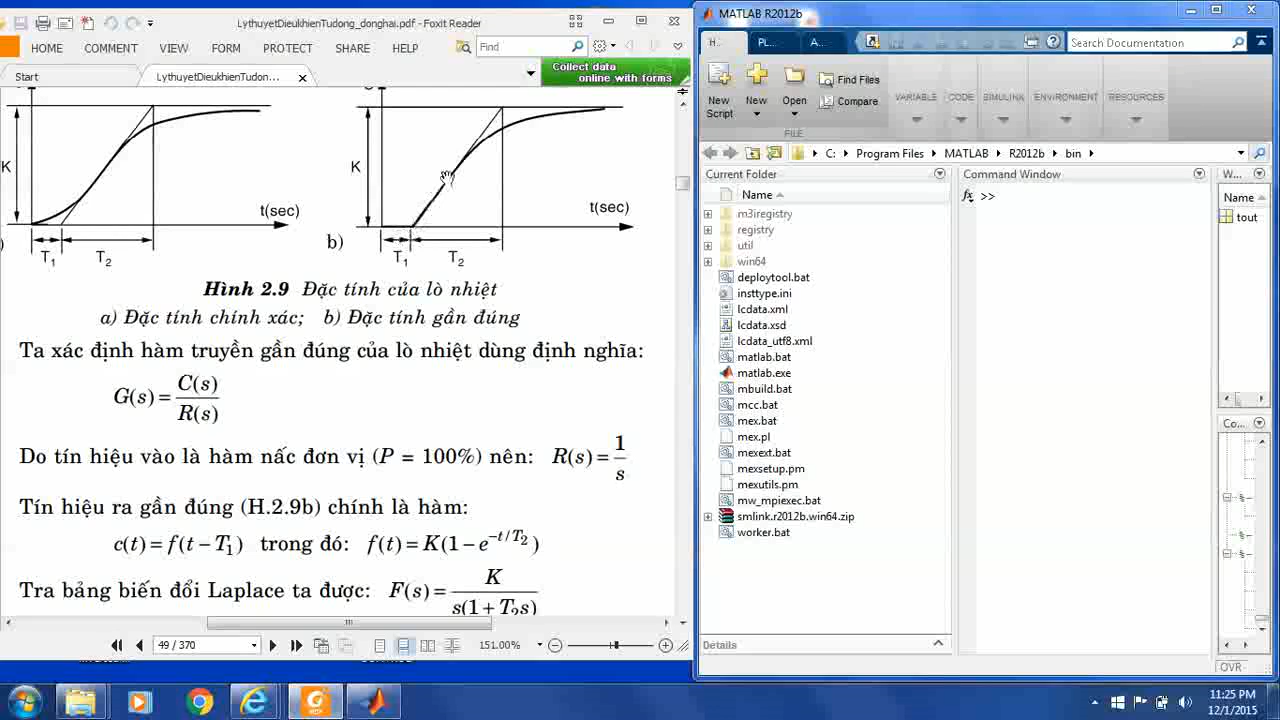 LythuyetDieukhienTudong_donghai.pdf - Foxit Reader
HOME COMMENT VIEW FORM PROTECT SHARE HELP
Find
Start
LythuyetDieukhienTudon...
Collect data
online with forms
K
t(sec)
T1 T2
K
t(sec)
b)
T1 T2
Hình 2.9 Đặc tính của lò nhiệt
a) Đặc tính chính xác; b) Đặc tính gần đúng
Ta xác định hàm truyền gần đúng của lò nhiệt dùng định nghĩa:
G(s) = C(s)/R(s)
Do tín hiệu vào là hàm nấc đơn vị (P = 100%) nên: R(s) = 1/s
Tín hiệu ra gần đúng (H.2.9b) chính là hàm:
c(t) = f(t − T1) trong đó: f(t) = K(1 − e^−t/T2)
Tra bảng biến đổi Laplace ta được: F(s) = K/s(1 + T2s)
49 / 370
151.00%
MATLAB R2012b
H.. PL... A...
Search Documentation
New Script
New
Open
Find Files
Compare
FILE
VARIABLE CODE SIMULINK ENVIRONMENT RESOURCES
C: Program Files MATLAB R2012b bin
Current Folder
Name
m3iregistry
registry
util
win64
deploytool.bat
insttype.ini
lcdata.xml
lcdata.xsd
lcdata_utf8.xml
matlab.bat
matlab.exe
mbuild.bat
mcc.bat
mex.bat
mex.pl
mexext.bat
mexsetup.pm
mexutils.pm
mw_mpiexec.bat
smlink.r2012b.win64.zip
worker.bat
Details
Command Window
fx >>
W...
Name
tout
Co...
OVR
11:25 PM
12/1/2015